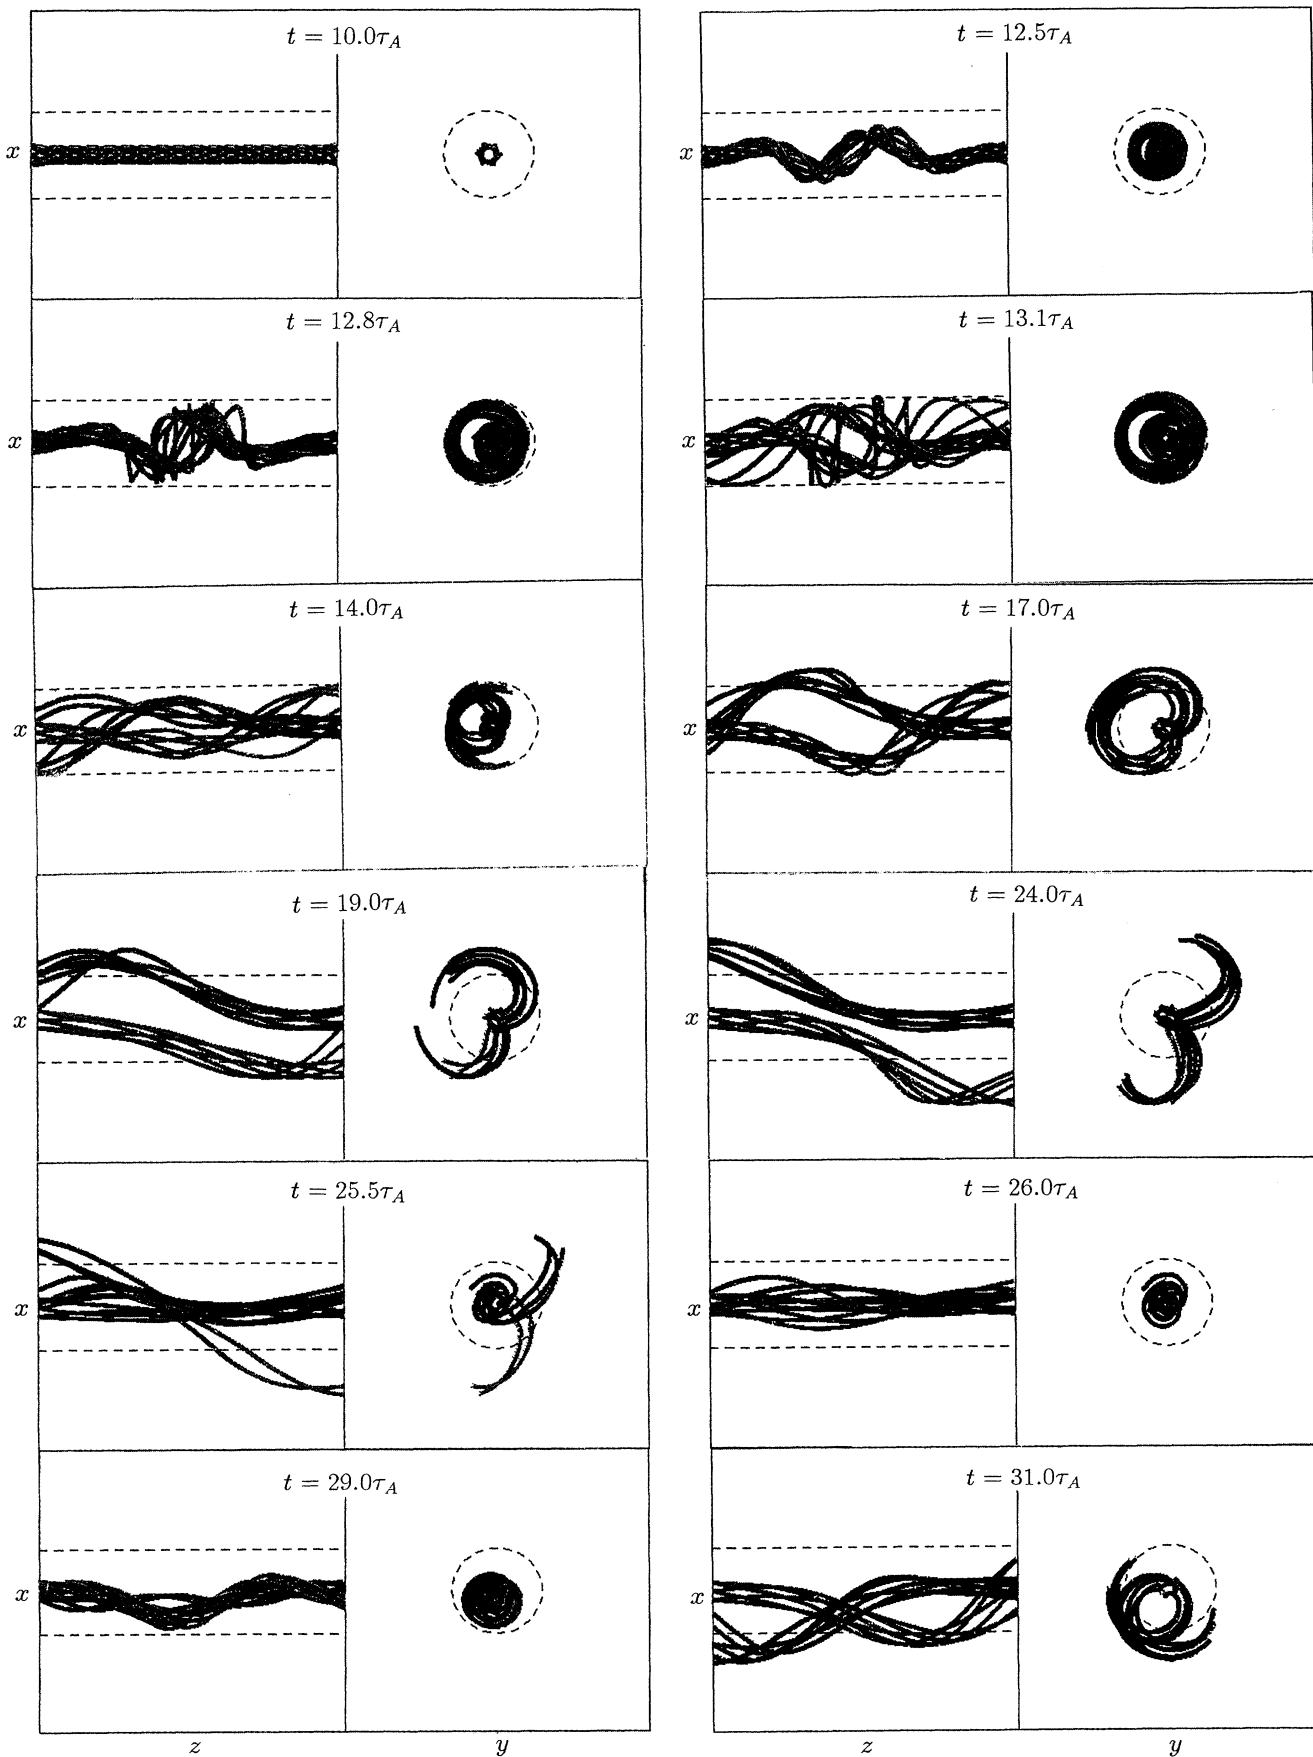 t = 10.0τ_A
t = 12.5τ_A
x
x
t = 12.8τ_A
t = 13.1τ_A
x
x
t = 14.0τ_A
t = 17.0τ_A
x
x
t = 19.0τ_A
t = 24.0τ_A
x
x
t = 25.5τ_A
t = 26.0τ_A
x
x
t = 29.0τ_A
t = 31.0τ_A
x
x
z
y
z
y